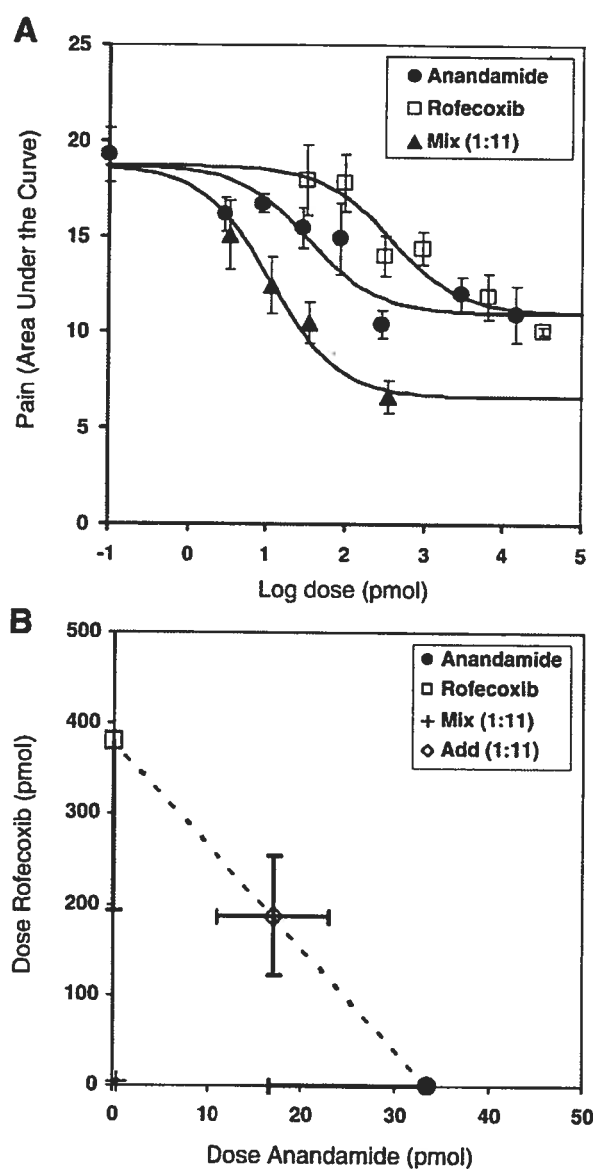 A
Pain (Area Under the Curve)
25
20
15
10
5
0
Anandamide
Rofecoxib
Mix (1:11)
-1 0 1 2 3 4 5
Log dose (pmol)
B
Dose Rofecoxib (pmol)
500
400
300
200
100
0
Anandamide
Rofecoxib
Mix (1:11)
Add (1:11)
0 10 20 30 40 50
Dose Anandamide (pmol)